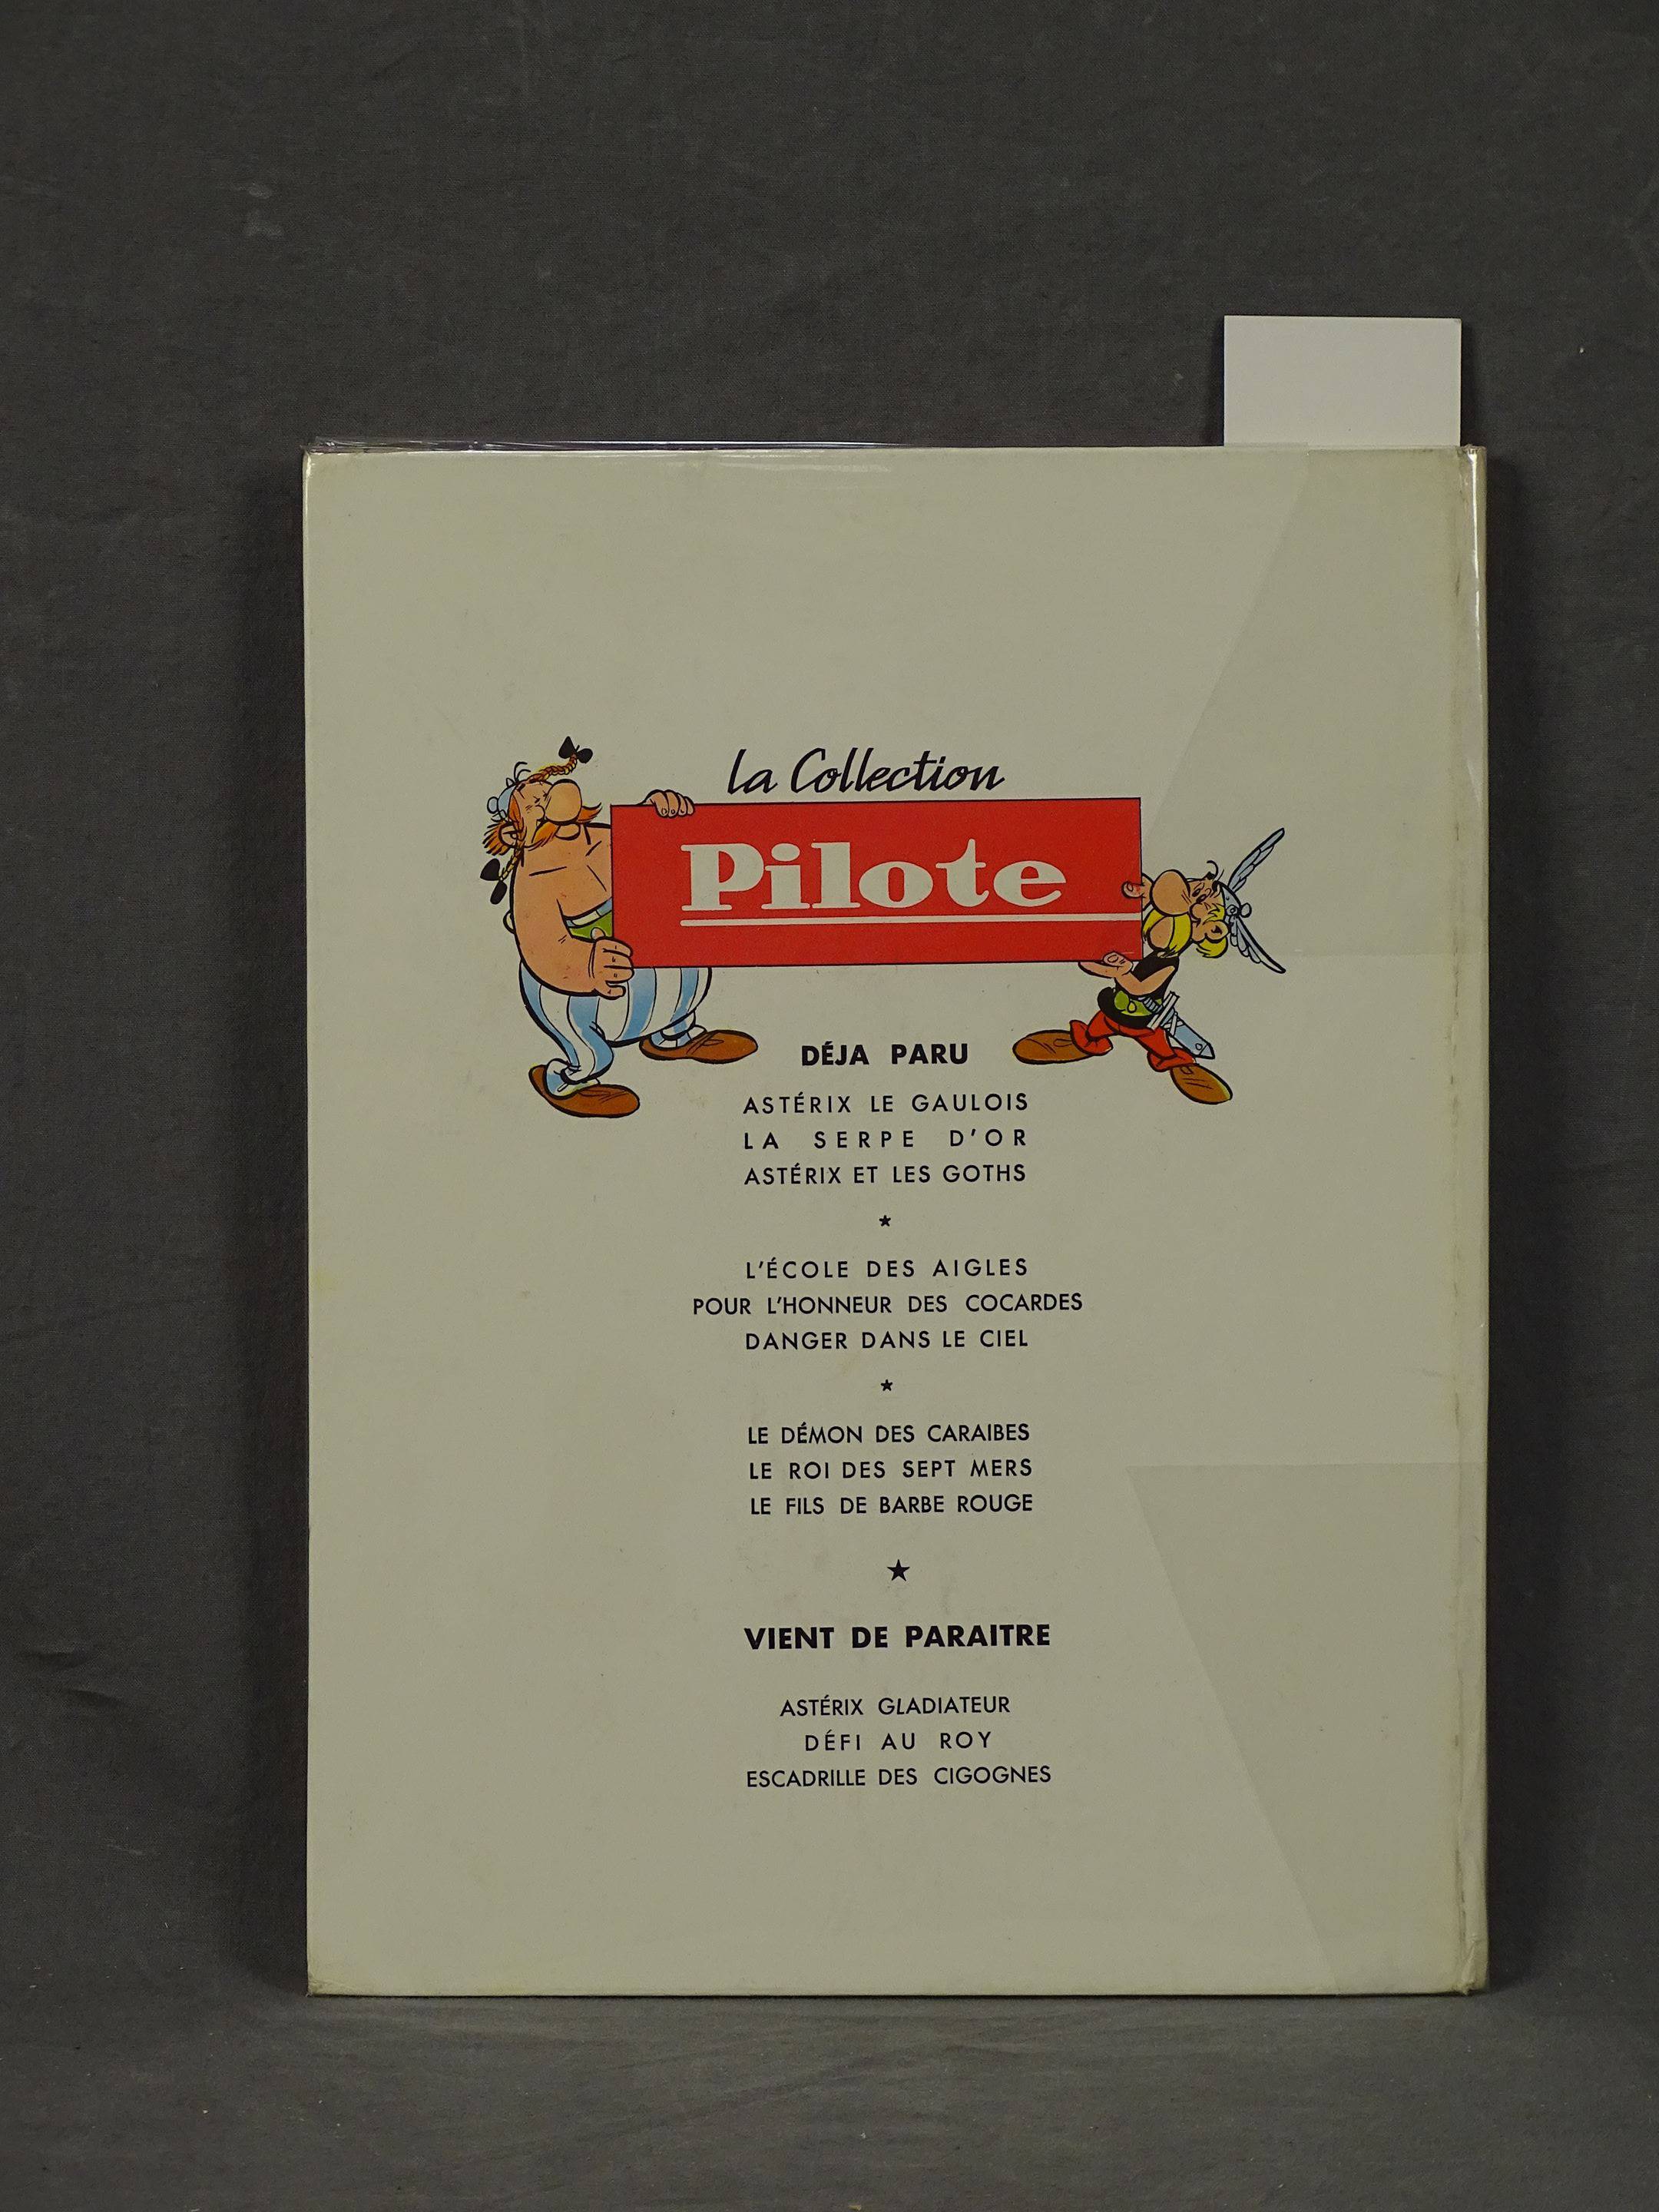 la Collection
Pilote
DÉJA PARU
ASTÉRIX LE GAULOIS
LA SERPE D'OR
ASTÉRIX ET LES GOTHS
★
L'ÉCOLE DES AIGLES
POUR L'HONNEUR DES COCARDES
DANGER DANS LE CIEL
★
LE DÉMON DES CARAIBES
LE ROI DES SEPT MERS
LE FILS DE BARBE ROUGE
★
VIENT DE PARAITRE
ASTÉRIX GLADIATEUR
DÉFI AU ROY
ESCADRILLE DES CIGOGNES